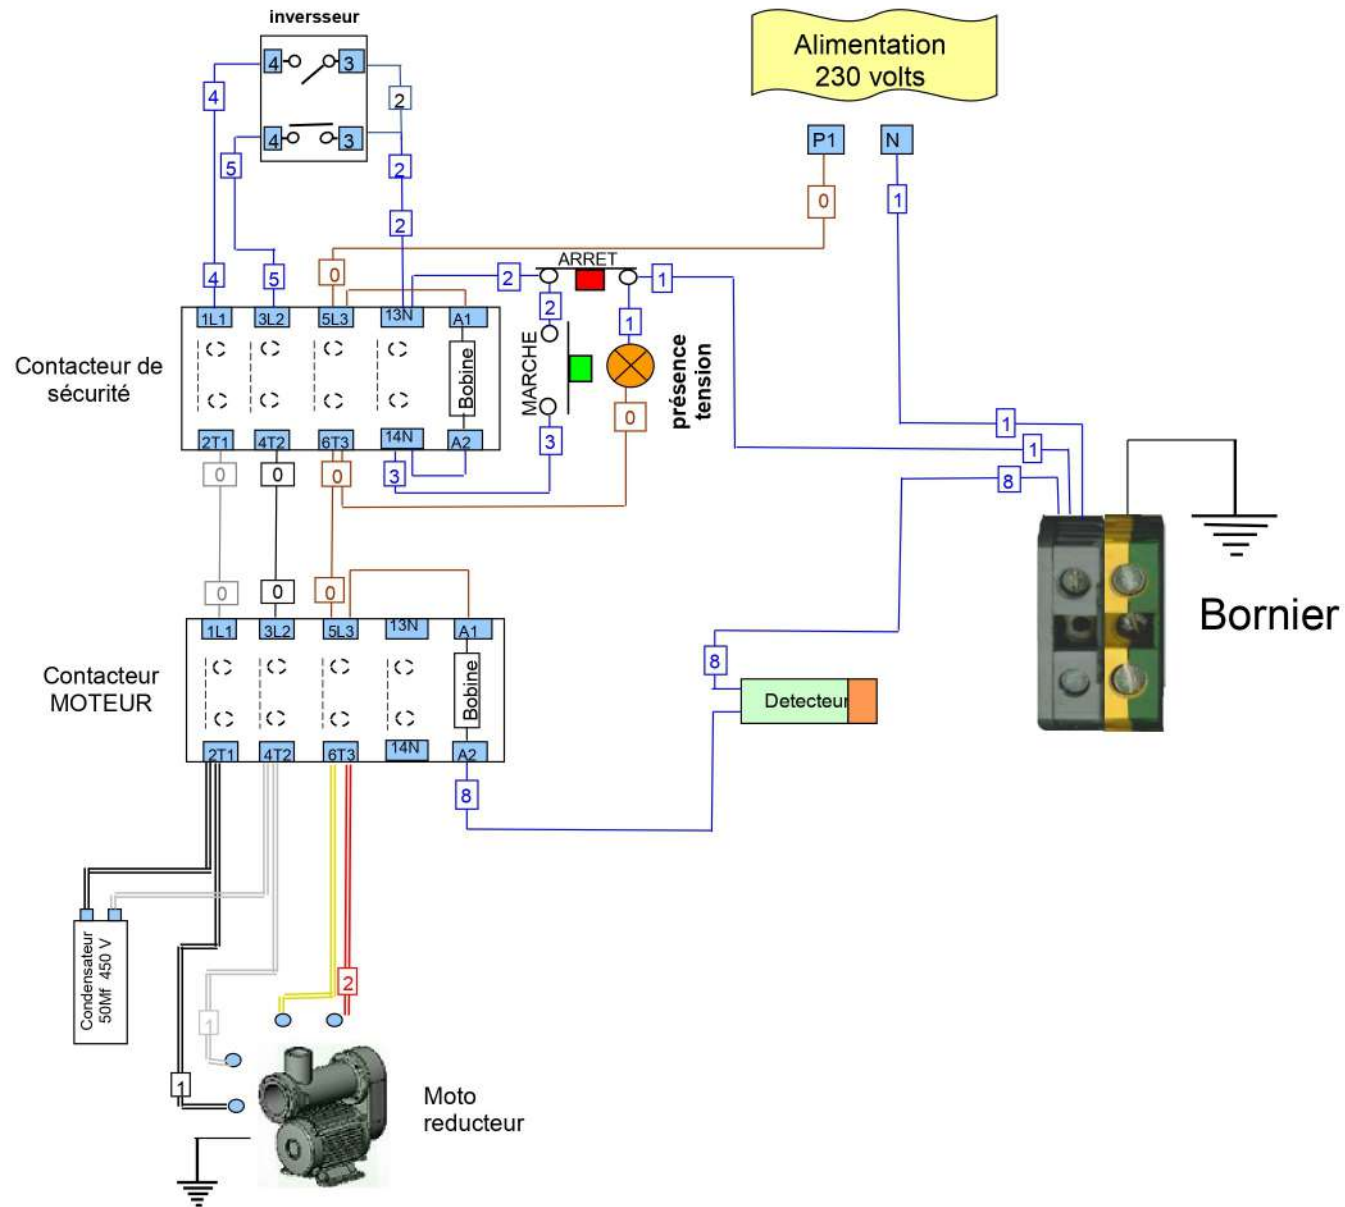 inversseur
4
3
4
2
4
3
5
2
2
4
5
Alimentation
230 volts
P1
N
0
1
0
2
ARRET
1
2
1
1L1
3L2
5L3
13N
A1
Contacteur de
sécurité
Bobine
MARCHE
présence
tension
0
2T1
4T2
6T3
14N
A2
3
1
1
8
0
0
0
3
0
0
0
Bornier
1L1
3L2
5L3
13N
A1
Contacteur
MOTEUR
Bobine
8
Detecteur
2T1
4T2
6T3
14N
A2
8
Condensateur
50Mf 450 V
2
1
1
Moto
reducteur